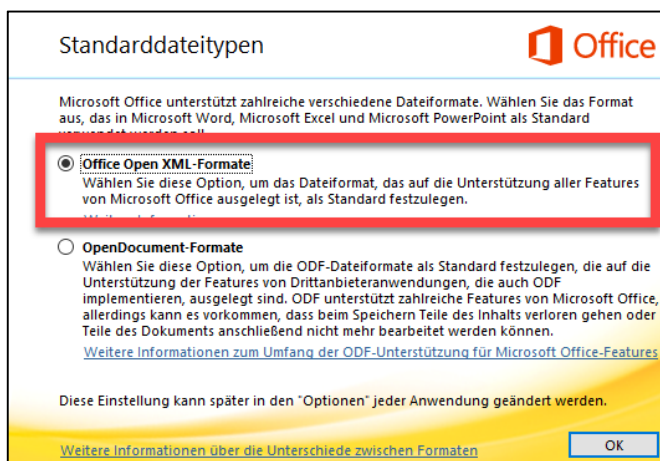 Standarddateitypen
Office
Microsoft Office unterstützt zahlreiche verschiedene Dateiformate. Wählen Sie das Format
aus, das in Microsoft Word, Microsoft Excel und Microsoft PowerPoint als Standard
Office Open XML-Formate
Wählen Sie diese Option, um das Dateiformat, das auf die Unterstützung aller Features
von Microsoft Office ausgelegt ist, als Standard festzulegen.
OpenDocument-Formate
Wählen Sie diese Option, um die ODF-Dateiformate als Standard festzulegen, die auf die
Unterstützung der Features von Drittanbieteranwendungen, die auch ODF
implementieren, ausgelegt sind. ODF unterstützt zahlreiche Features von Microsoft Office,
allerdings kann es vorkommen, dass beim Speichern Teile des Inhalts verloren gehen oder
Teile des Dokuments anschließend nicht mehr bearbeitet werden können.
Weitere Informationen zum Umfang der ODF-Unterstützung für Microsoft Office-Features
Diese Einstellung kann später in den "Optionen" jeder Anwendung geändert werden.
Weitere Informationen über die Unterschiede zwischen Formaten
OK